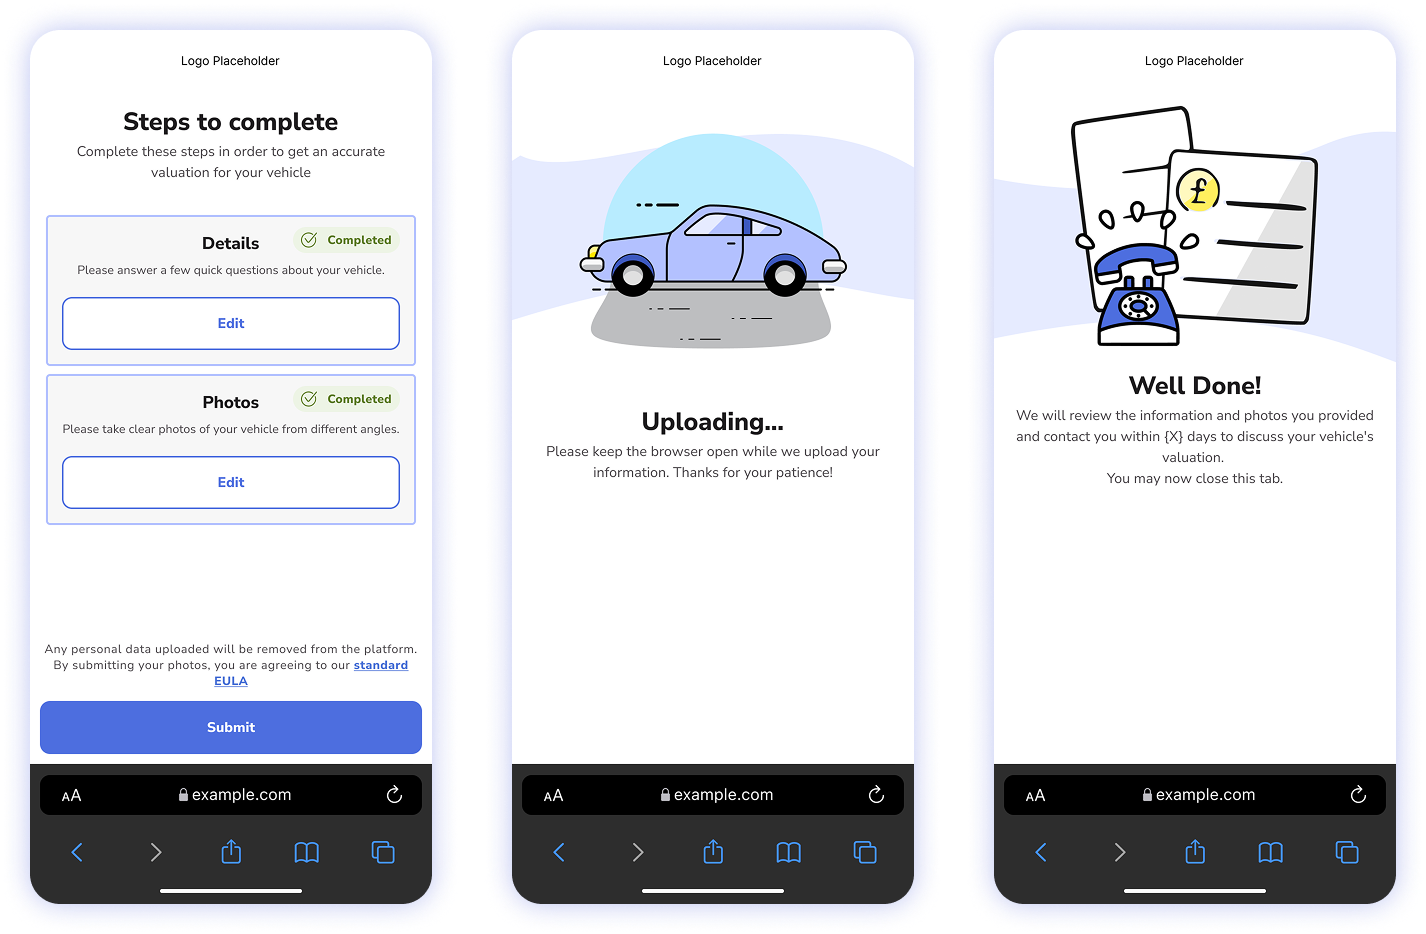 Logo Placeholder
Steps to complete
Complete these steps in order to get an accurate
valuation for your vehicle
Details
Completed
Please answer a few quick questions about your vehicle.
Edit
Photos
Completed
Please take clear photos of your vehicle from different angles.
Edit
Any personal data uploaded will be removed from the platform.
By submitting your photos, you are agreeing to our standard
EULA
Submit
AA
example.com
Logo Placeholder
Uploading...
Please keep the browser open while we upload your
information. Thanks for your patience!
AA
example.com
Logo Placeholder
£
Well Done!
We will review the information and photos you provided
and contact you within {X} days to discuss your vehicle's
valuation.
You may now close this tab.
AA
example.com